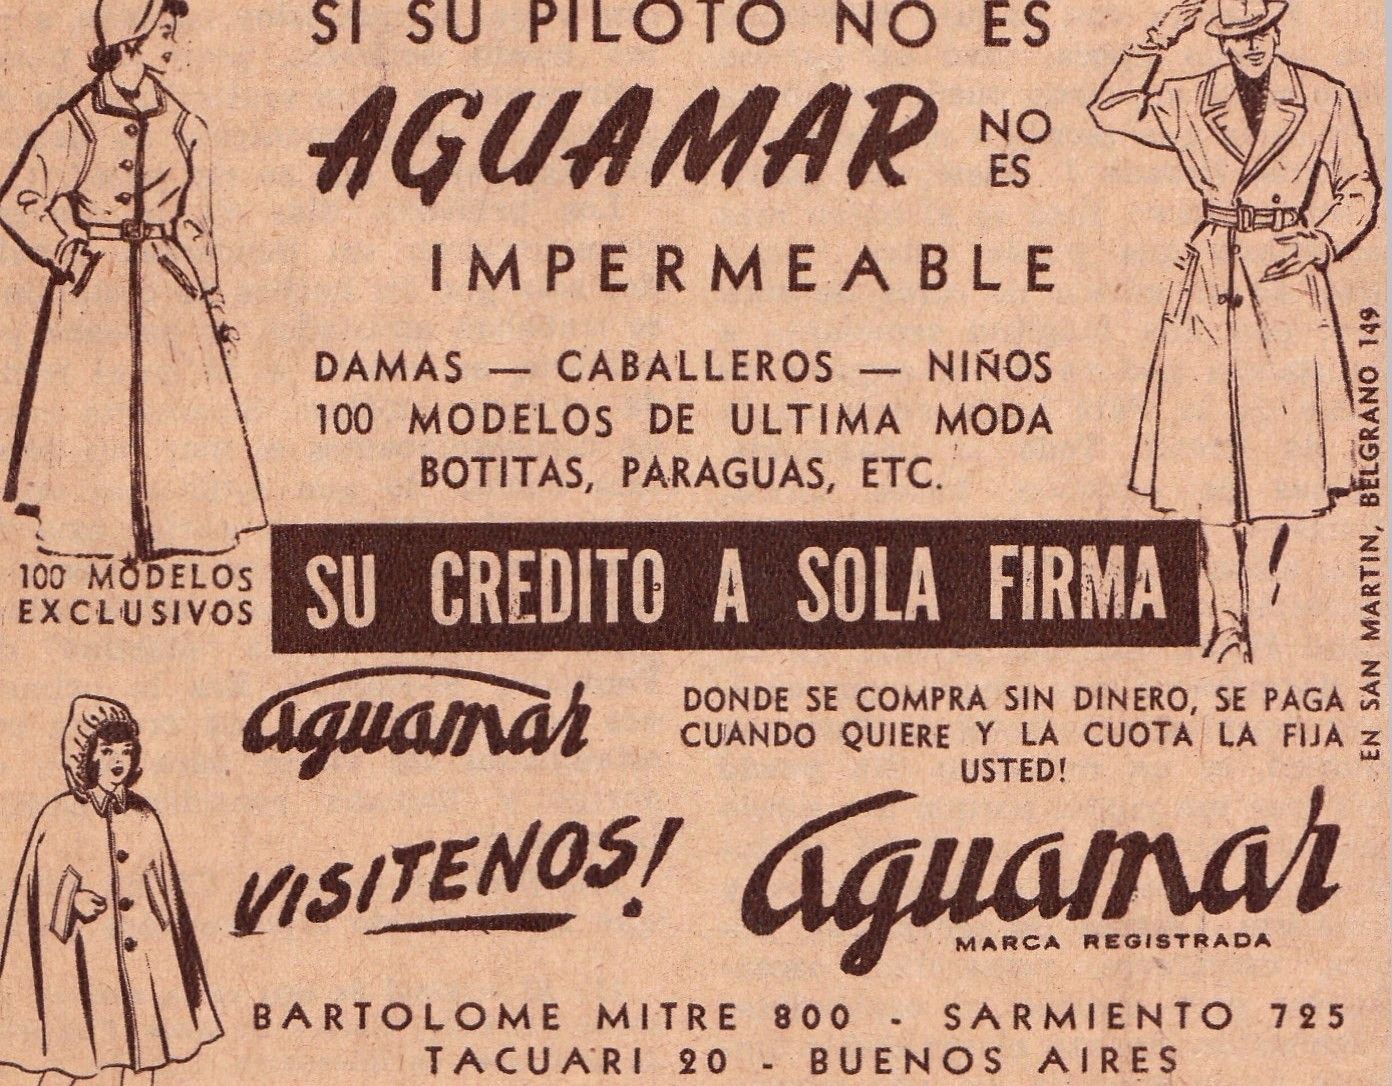 SI SU PILOTO NO ES
AGUAMAR NO ES
IMPERMEABLE
DAMAS — CABALLEROS — NIÑOS
100 MODELOS DE ULTIMA MODA
BOTITAS, PARAGUAS, ETC.
100 MODELOS
EXCLUSIVOS
SU CREDITO A SOLA FIRMA
EN SAN MARTIN, BELGRANO 149
aguamar
DONDE SE COMPRA SIN DINERO, SE PAGA
CUANDO QUIERE Y LA CUOTA LA FIJA
USTED!
VISITENOS!
aguamar
MARCA REGISTRADA
BARTOLOME MITRE 800 - SARMIENTO 725
TACUARI 20 - BUENOS AIRES